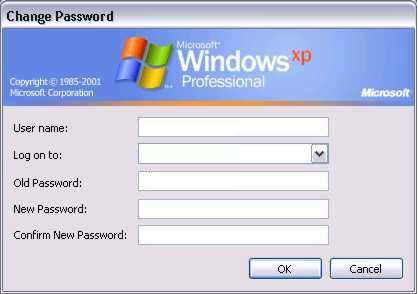 Change Password
Microsoft®
Windows xp
Professional
Copyright © 1985-2001
Microsoft Corporation
Microsoft
User name:
Log on to:
Old Password:
New Password:
Confirm New Password:
OK
Cancel